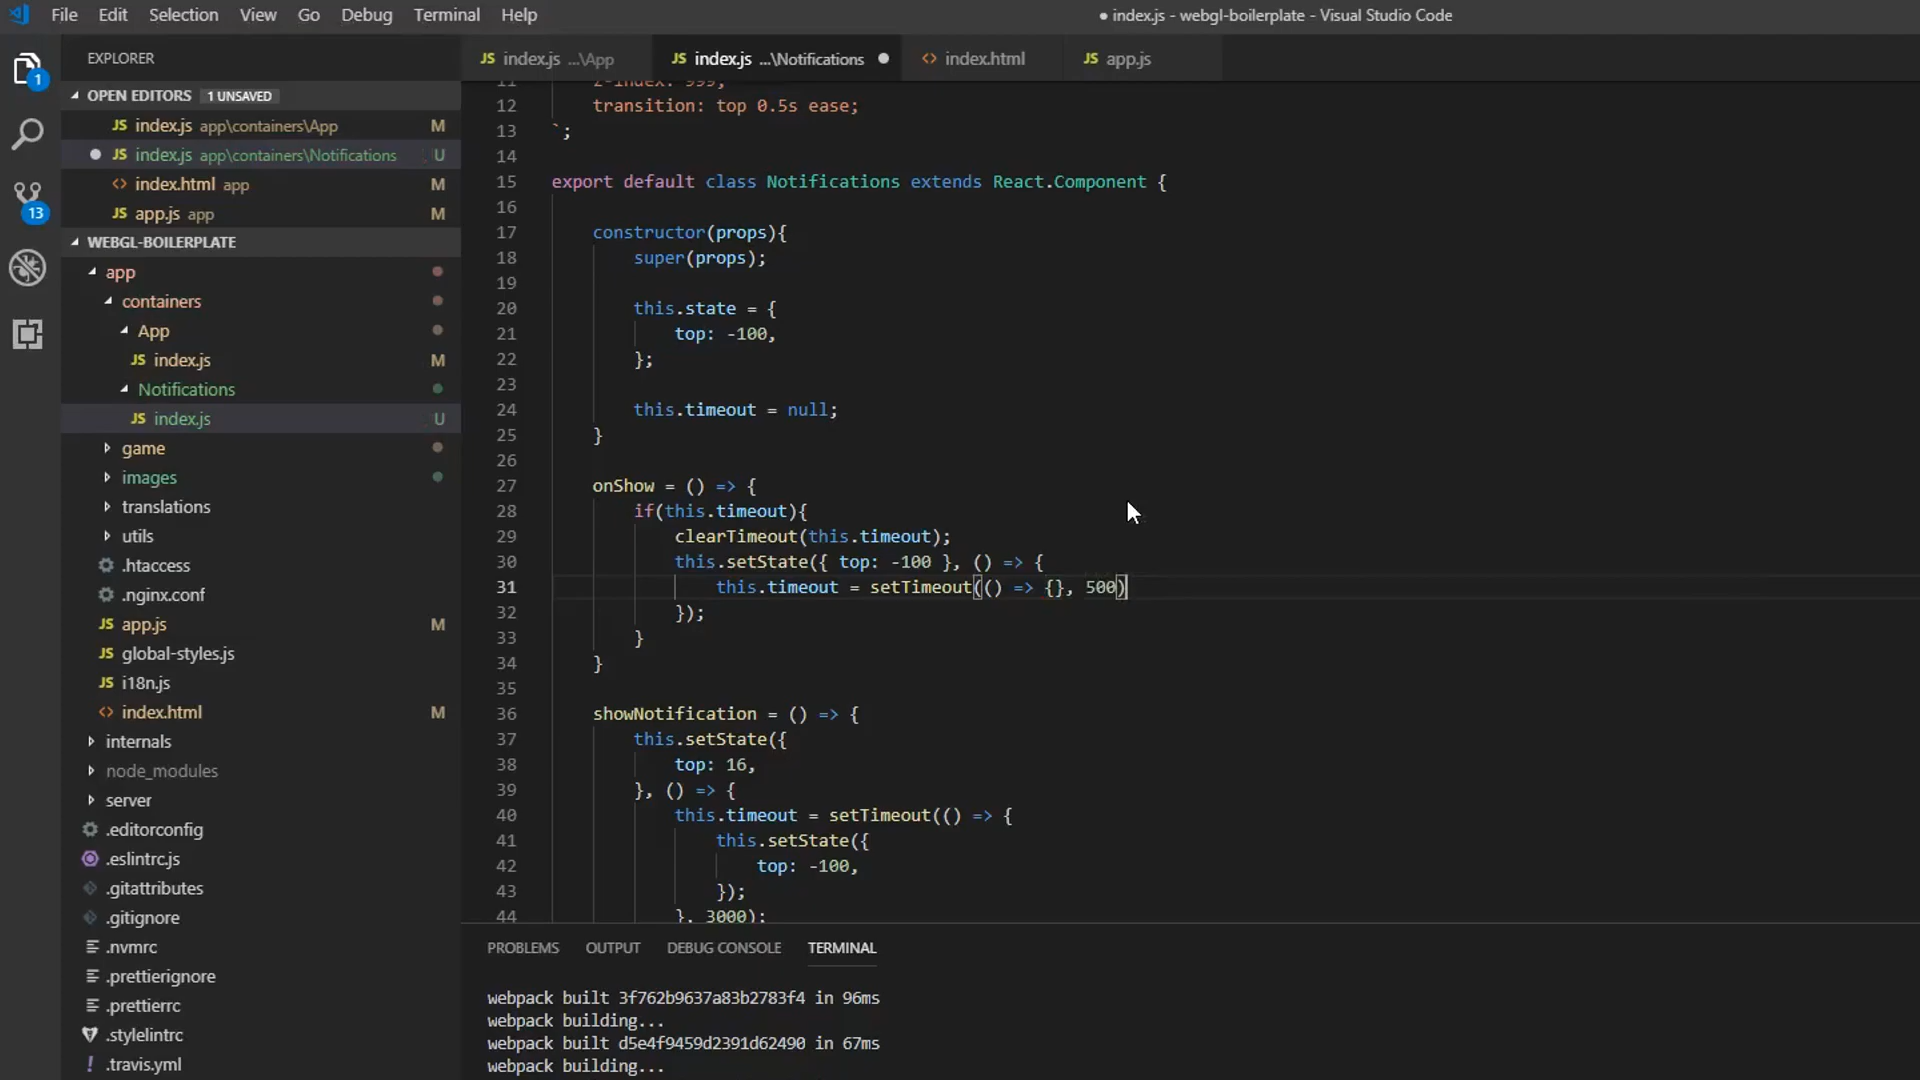 File Edit Selection View Go Debug Terminal Help
● index.js - webgl-boilerplate - Visual Studio Code
EXPLORER
JS index.js ...\App
JS index.js ...\Notifications ●
<> index.html
JS app.js
1
13
OPEN EDITORS 1 UNSAVED
JS index.js app\containers\App M
● JS index.js app\containers\Notifications U
<> index.html app M
JS app.js app M
WEBGL-BOILERPLATE
app
containers
App
JS index.js M
Notifications
JS index.js U
game
images
translations
utils
.htaccess
.nginx.conf
JS app.js M
JS global-styles.js
JS i18n.js
<> index.html M
internals
node_modules
server
.editorconfig
.eslintrc.js
.gitattributes
.gitignore
.nvmrc
.prettierignore
.prettierrc
.stylelintrc
! .travis.yml
11 z-index: 999;
12 transition: top 0.5s ease;
13 `;
14
15 export default class Notifications extends React.Component {
16
17 constructor(props){
18 super(props);
19
20 this.state = {
21 top: -100,
22 };
23
24 this.timeout = null;
25 }
26
27 onShow = () => {
28 if(this.timeout){
29 clearTimeout(this.timeout);
30 this.setState({ top: -100 }, () => {
31 this.timeout = setTimeout(() => {}, 500)
32 });
33 }
34 }
35
36 showNotification = () => {
37 this.setState({
38 top: 16,
39 }, () => {
40 this.timeout = setTimeout(() => {
41 this.setState({
42 top: -100,
43 });
44 }, 3000);
PROBLEMS OUTPUT DEBUG CONSOLE TERMINAL
webpack built 3f762b9637a83b2783f4 in 96ms
webpack building...
webpack built d5e4f9459d2391d62490 in 67ms
webpack building...